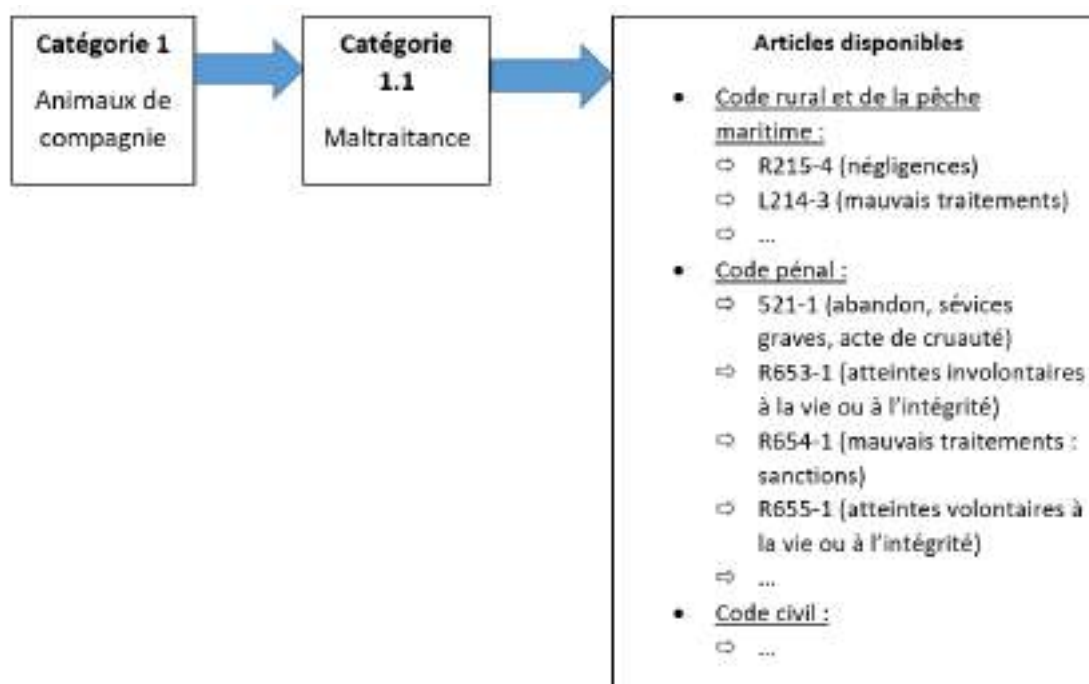 Catégorie 1
Animaux de
compagnie
Catégorie
1.1
Maltraitance
Articles disponibles
• Code rural et de la pêche
maritime :
⇨ R215-4 (négligences)
⇨ L214-3 (mauvais traitements)
⇨ ...
• Code pénal :
⇨ 521-1 (abandon, sévices
graves, acte de cruauté)
⇨ R653-1 (atteintes involontaires
à la vie ou à l'intégrité)
⇨ R654-1 (mauvais traitements :
sanctions)
⇨ R655-1 (atteintes volontaires à
la vie ou à l'intégrité)
⇨ ...
• Code civil :
⇨ ...